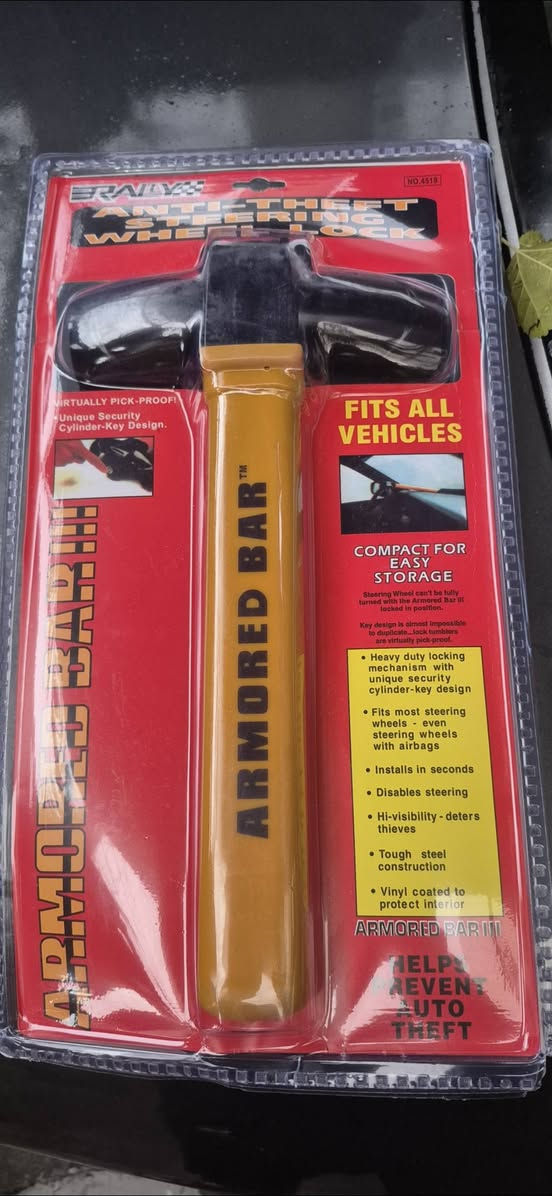 RALLY
NO.4519
ANTI-THEFT
STEERING
WHEEL LOCK
VIRTUALLY PICK-PROOF!
• Unique Security
Cylinder-Key Design.
ARMORED BAR III
ARMORED BAR™
FITS ALL
VEHICLES
COMPACT FOR
EASY
STORAGE
Steering Wheel can't be fully
turned with the Armored Bar III
locked in position.
Key design is almost impossible
to duplicate...lock tumblers
are virtually pick-proof.
• Heavy duty locking
mechanism with
unique security
cylinder-key design
• Fits most steering
wheels - even
steering wheels
with airbags
• Installs in seconds
• Disables steering
• Hi-visibility - deters
thieves
• Tough steel
construction
• Vinyl coated to
protect interior
ARMORED BAR III
HELPS
PREVENT
AUTO
THEFT